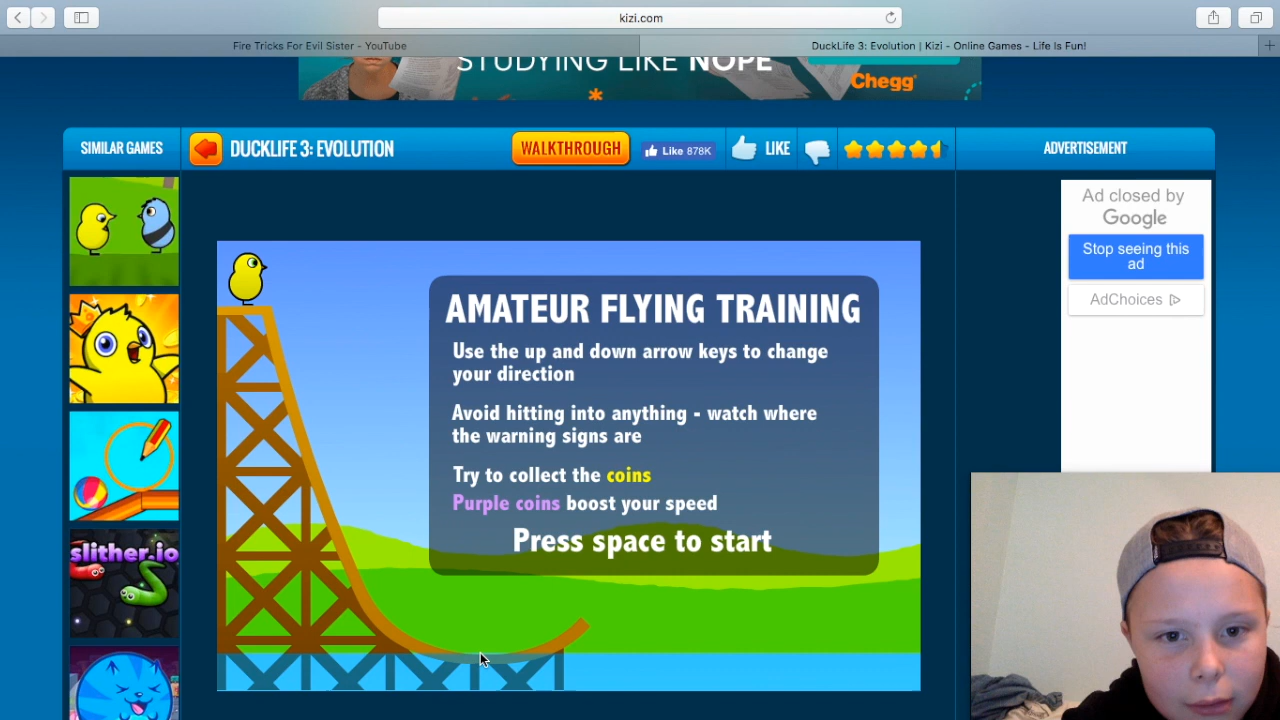 kizi.com
Fire Tricks For Evil Sister - YouTube
DuckLife 3: Evolution | Kizi - Online Games - Life Is Fun!
STUDYING LIKE NOPE
Chegg
SIMILAR GAMES
DUCKLIFE 3: EVOLUTION
WALKTHROUGH
Like 878K
LIKE
ADVERTISEMENT
Ad closed by
Google
Stop seeing this
ad
AdChoices
AMATEUR FLYING TRAINING
Use the up and down arrow keys to change
your direction
Avoid hitting into anything - watch where
the warning signs are
Try to collect the coins
Purple coins boost your speed
Press space to start
slither.io